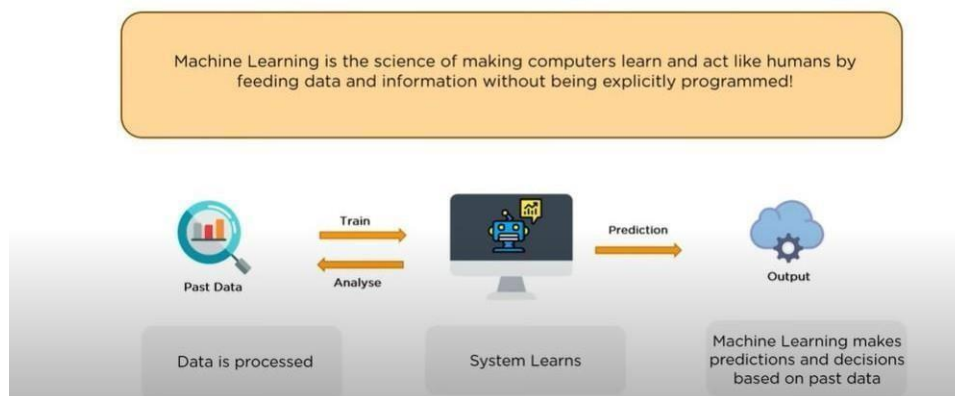 Machine Learning is the science of making computers learn and act like humans by
feeding data and information without being explicitly programmed!
Train
Prediction
Past Data
Analyse
Output
Data is processed
System Learns
Machine Learning makes
predictions and decisions
based on past data